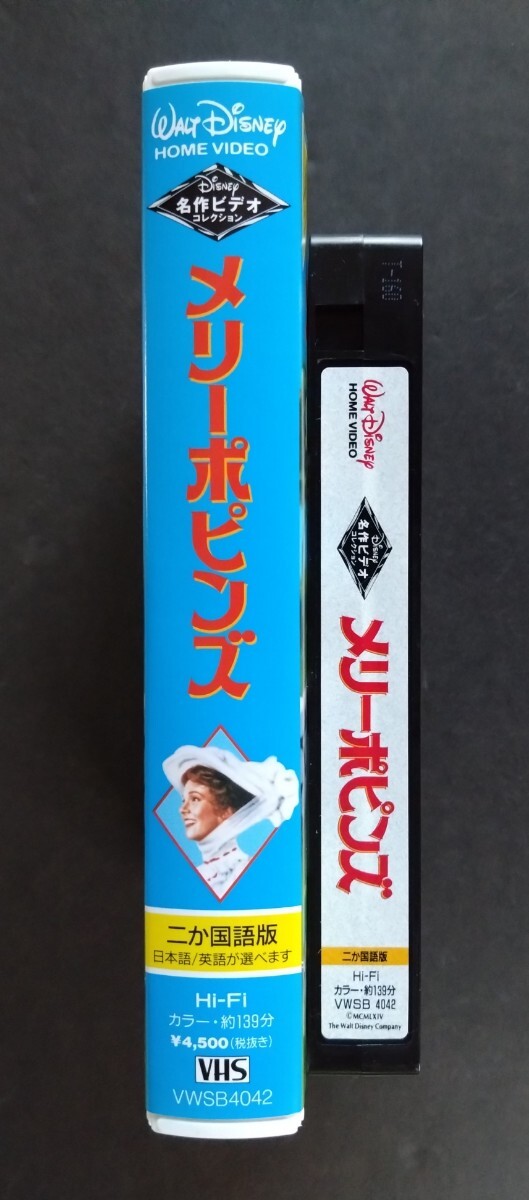 WALT DISNEY
HOME VIDEO
DISNEY
名作ビデオ
コレクション
メリーポピンズ
二か国語版
日本語/英語が選べます
Hi-Fi
カラー・約139分
¥4,500(税抜き)
VHS
VWSB4042
T-160
WALT DISNEY
HOME VIDEO
DISNEY
名作ビデオ
コレクション
メリーポピンズ
二か国語版
Hi-Fi
カラー・約139分
VWSB 4042
©MCMLXIV
The Walt Disney Company